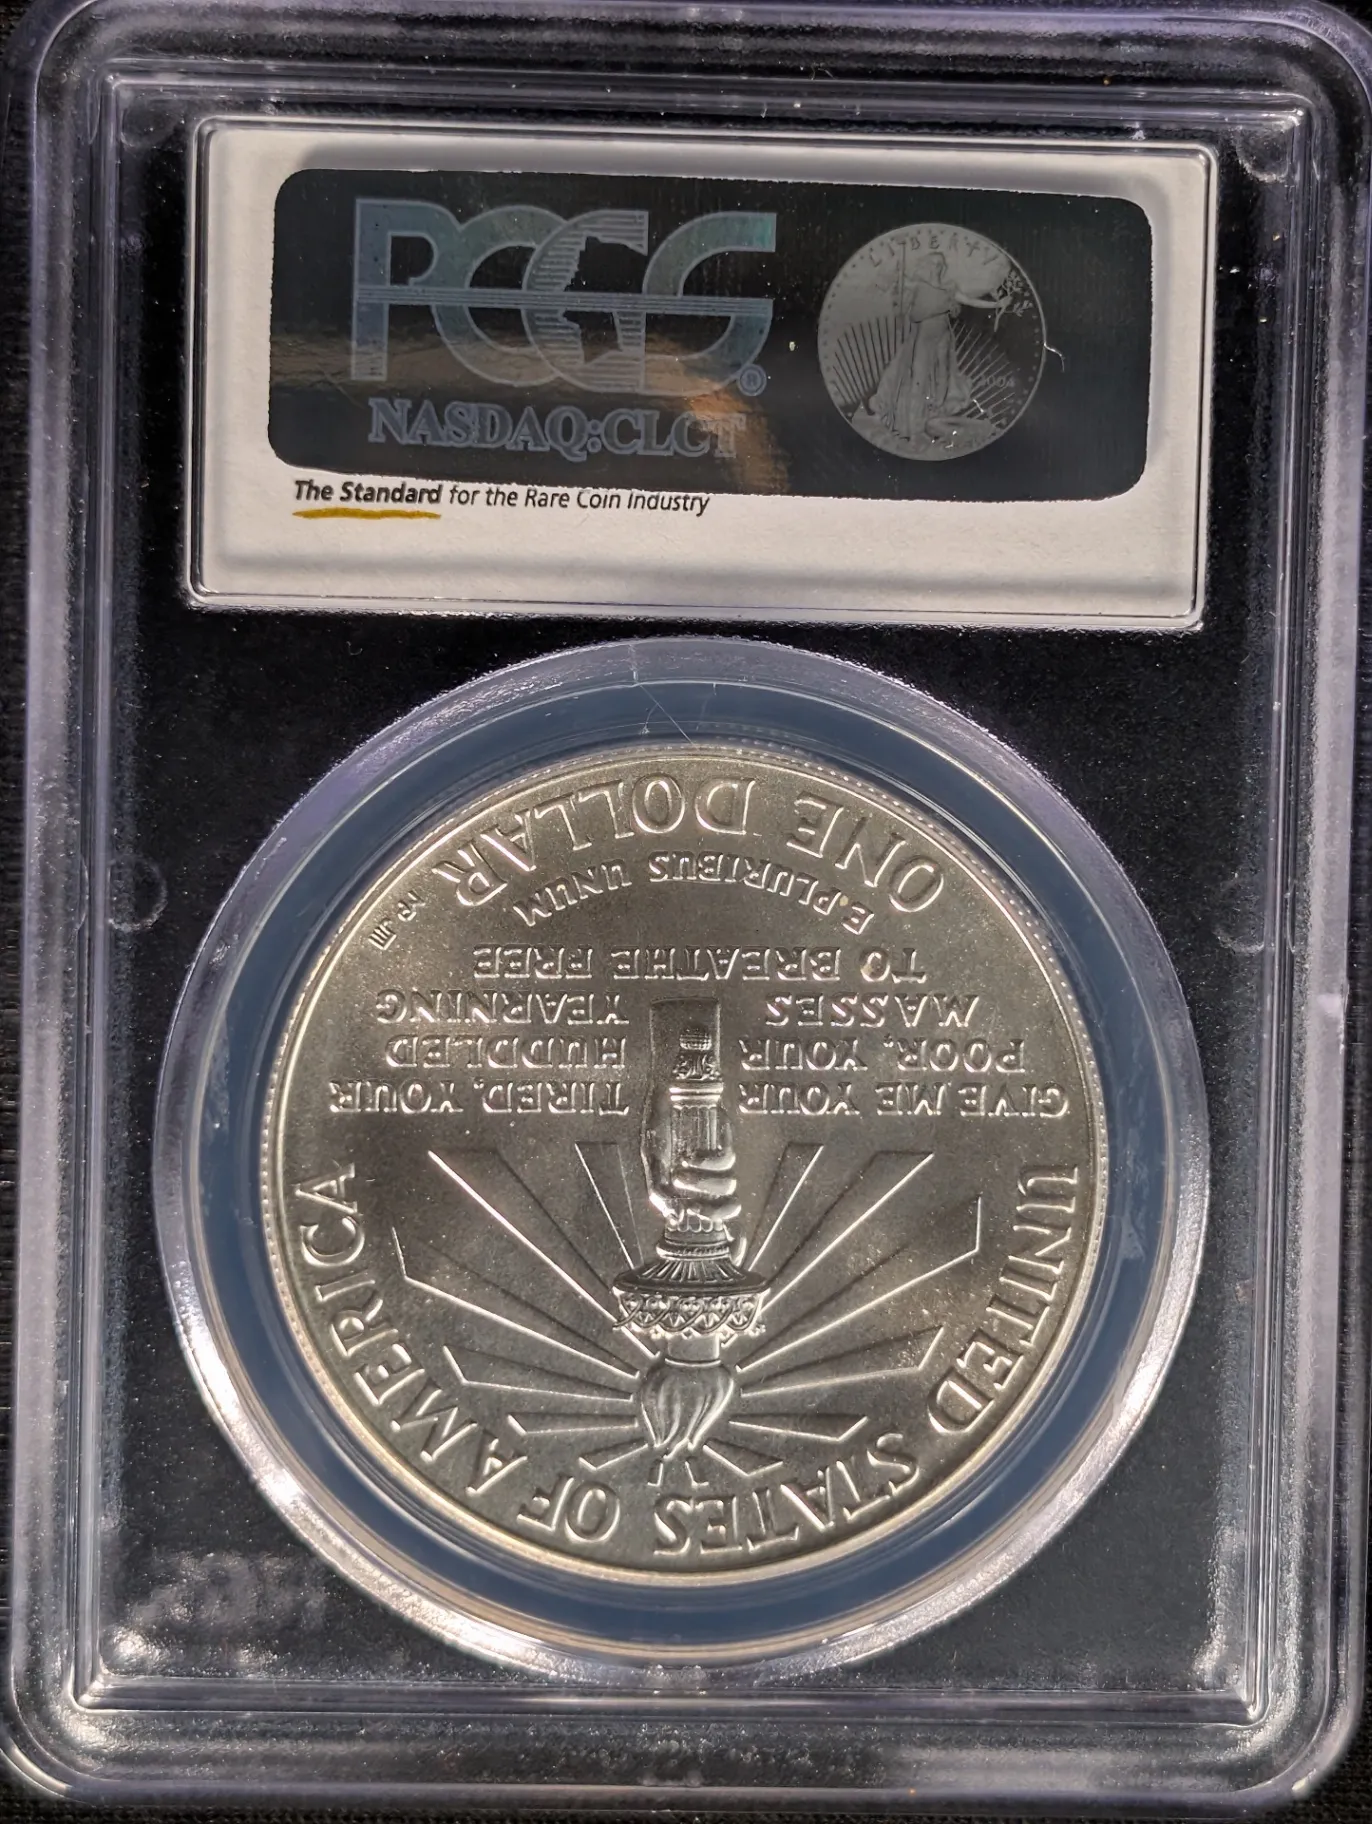 PCGS®
NASDAQ:CLCT
LIBERTY
The Standard for the Rare Coin Industry
UNITED STATES OF AMERICA
GIVE ME YOUR TIRED, YOUR
POOR, YOUR HUDDLED
MASSES YEARNING
TO BREATHE FREE
E PLURIBUS UNUM
ONE DOLLAR